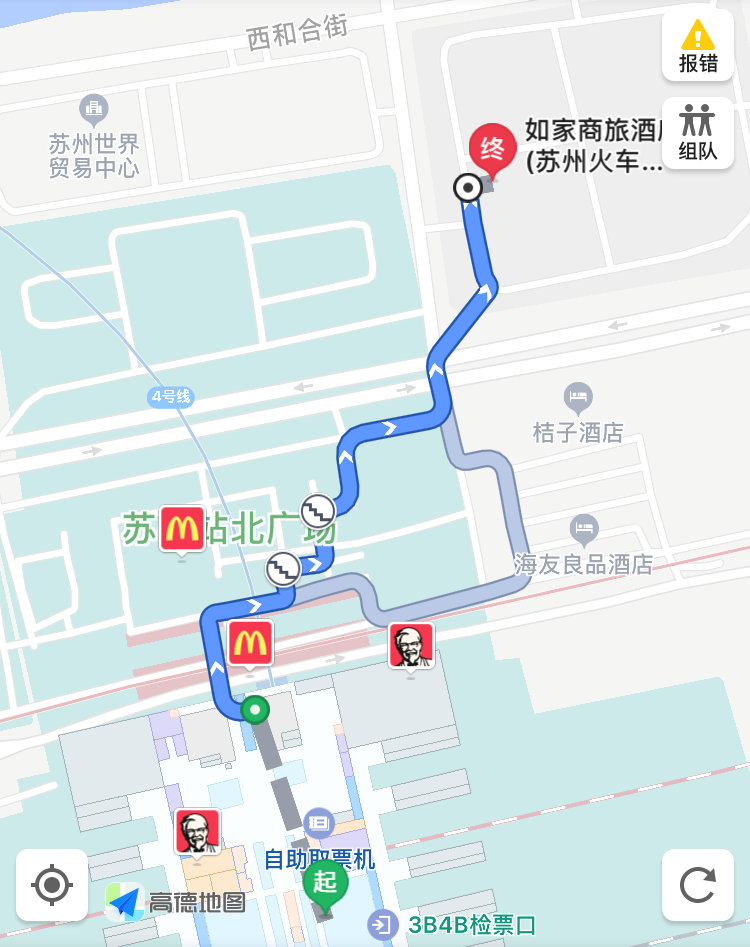 西和合街
报错
苏州世界
贸易中心
如家商旅酒店
(苏州火车...
终
组队
4号线
桔子酒店
苏 站北广场
海友良品酒店
自助取票机
起
高德地图
3B4B检票口